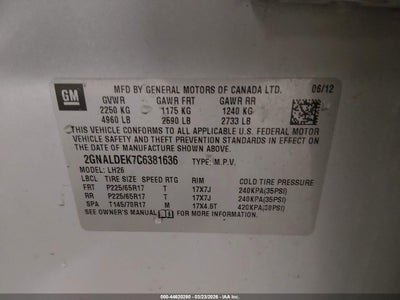 GM
MFD BY GENERAL MOTORS OF CANADA LTD.
06/12
GVWR GAWR FRT GAWR RR
2250 KG 1175 KG 1240 KG
4960 LB 2590 LB 2733 LB
THIS VEHICLE CONFORMS TO ALL APPLICABLE U.S. FEDERAL MOTOR
VEHICLE SAFETY AND THEFT PREVENTION STANDARDS IN EFFECT ON
THE DATE OF MANUFACTURE SHOWN ABOVE.
2GNALDEK7C6381636 TYPE: M.P.V.
MODEL: LH26
LBCL TIRE SIZE SPEED RTG RIM COLD TIRE PRESSURE
FRT P225/65R17 T 17X7J 240KPA(35PSI)
RR P225/65R17 T 17X7J 240KPA(35PSI)
SPA T145/70R17 M 17X4.5T 420KPA(60PSI)
SEE OWNER'S MANUAL FOR MORE INFORMATION.
000-44620260 - 03/23/2026 - IAAI.com